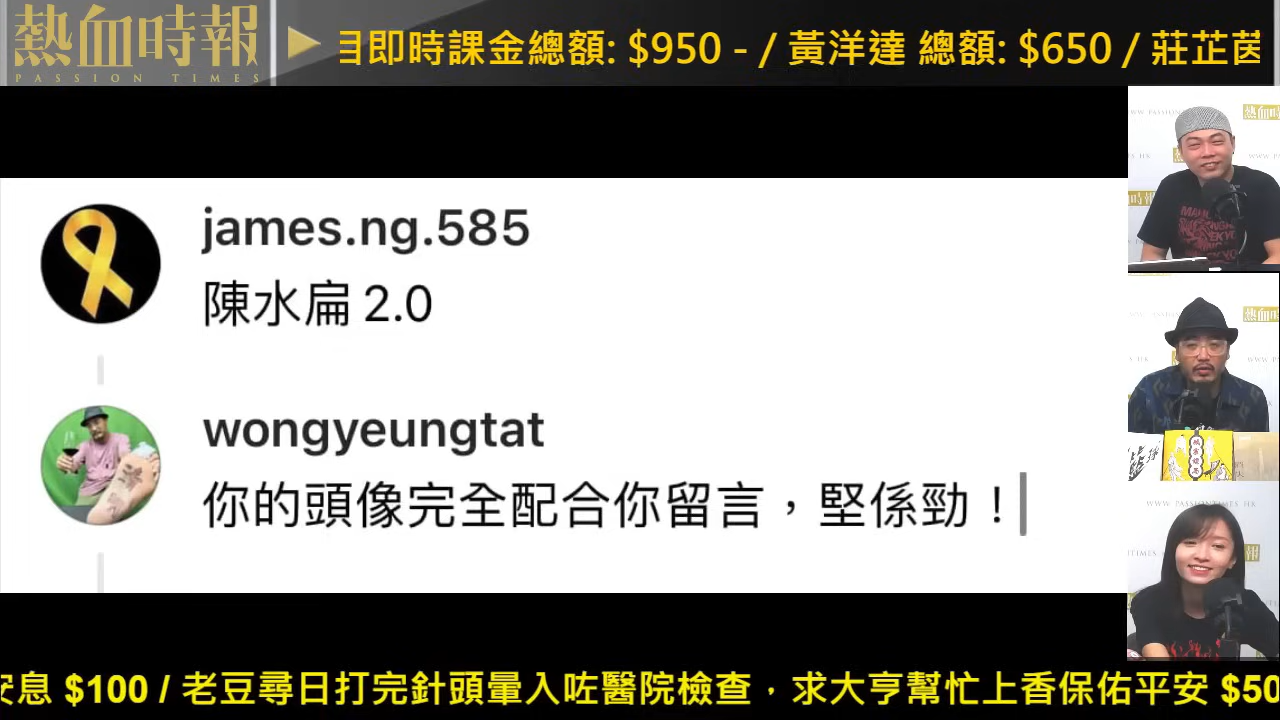 熱血時報
PASSION TIMES
目即時課金總額: $950 - / 黃洋達 總額: $650 / 莊芷茵
james.ng.585
陳水扁 2.0
wongyeungtat
你的頭像完全配合你留言，堅係勁！
安息 $100 / 老豆尋日打完針頭暈入咗醫院檢查，求大亨幫忙上香保佑平安 $50